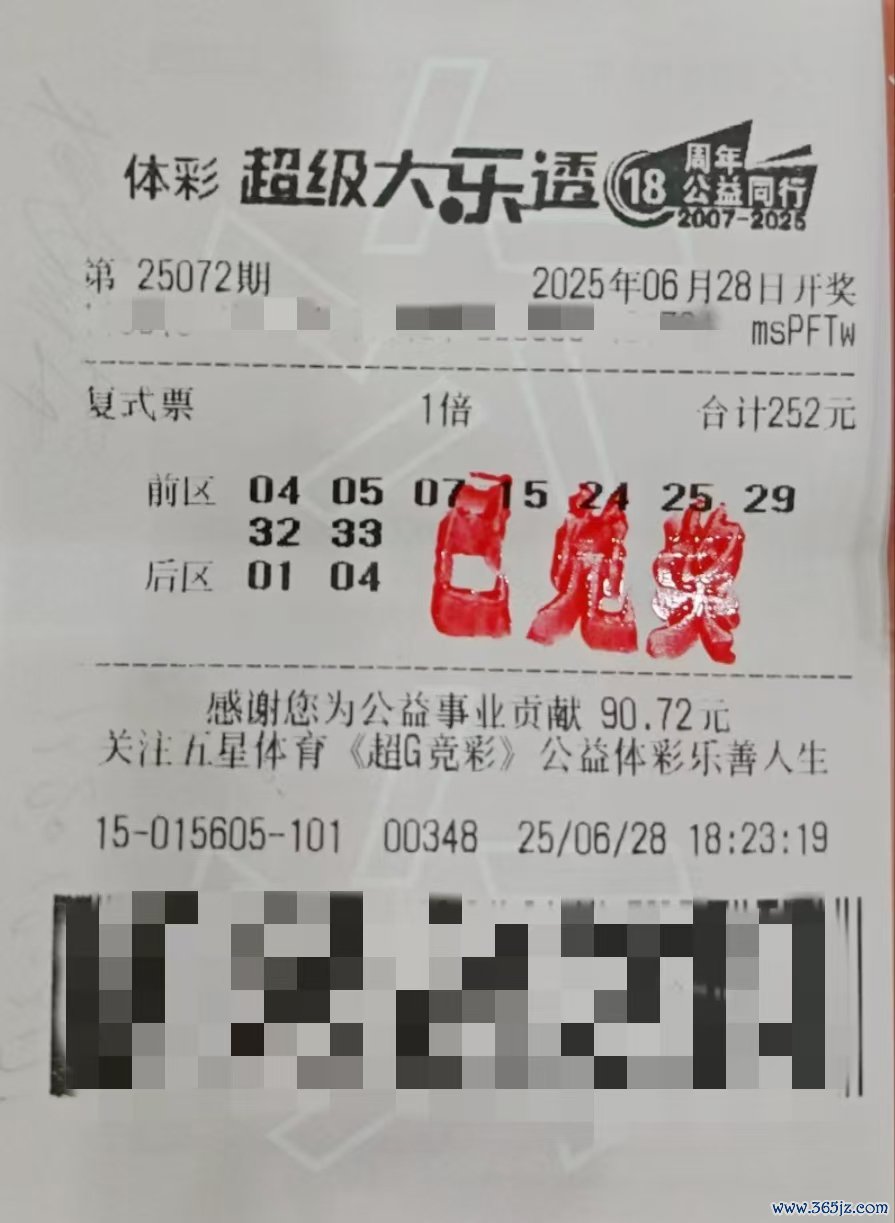 体彩 超级大乐透 18 周年
公益同行
2007-2025
第 25072期 2025年06月28日开奖
msPFTw
复式票 1倍 合计252元
前区 04 05 07 15 24 25 29
32 33
后区 01 04
已兑奖
感谢您为公益事业贡献 90.72元
关注五星体育《超G竞彩》公益体彩乐善人生
15-015605-101 00348 25/06/28 18:23:19
www.365jz.com